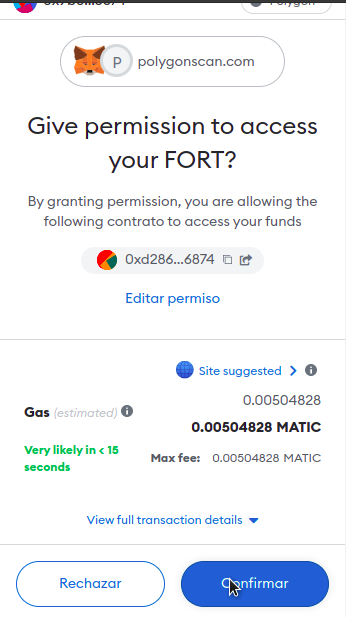 Polygon
P
polygonscan.com
Give permission to access
your FORT?
By granting permission, you are allowing the
following contrato to access your funds
0xd286...6874
Editar permiso
Site suggested
0.00504828
Gas (estimated)
0.00504828 MATIC
Very likely in < 15
seconds
Max fee: 0.00504828 MATIC
View full transaction details
Rechazar
Confirmar